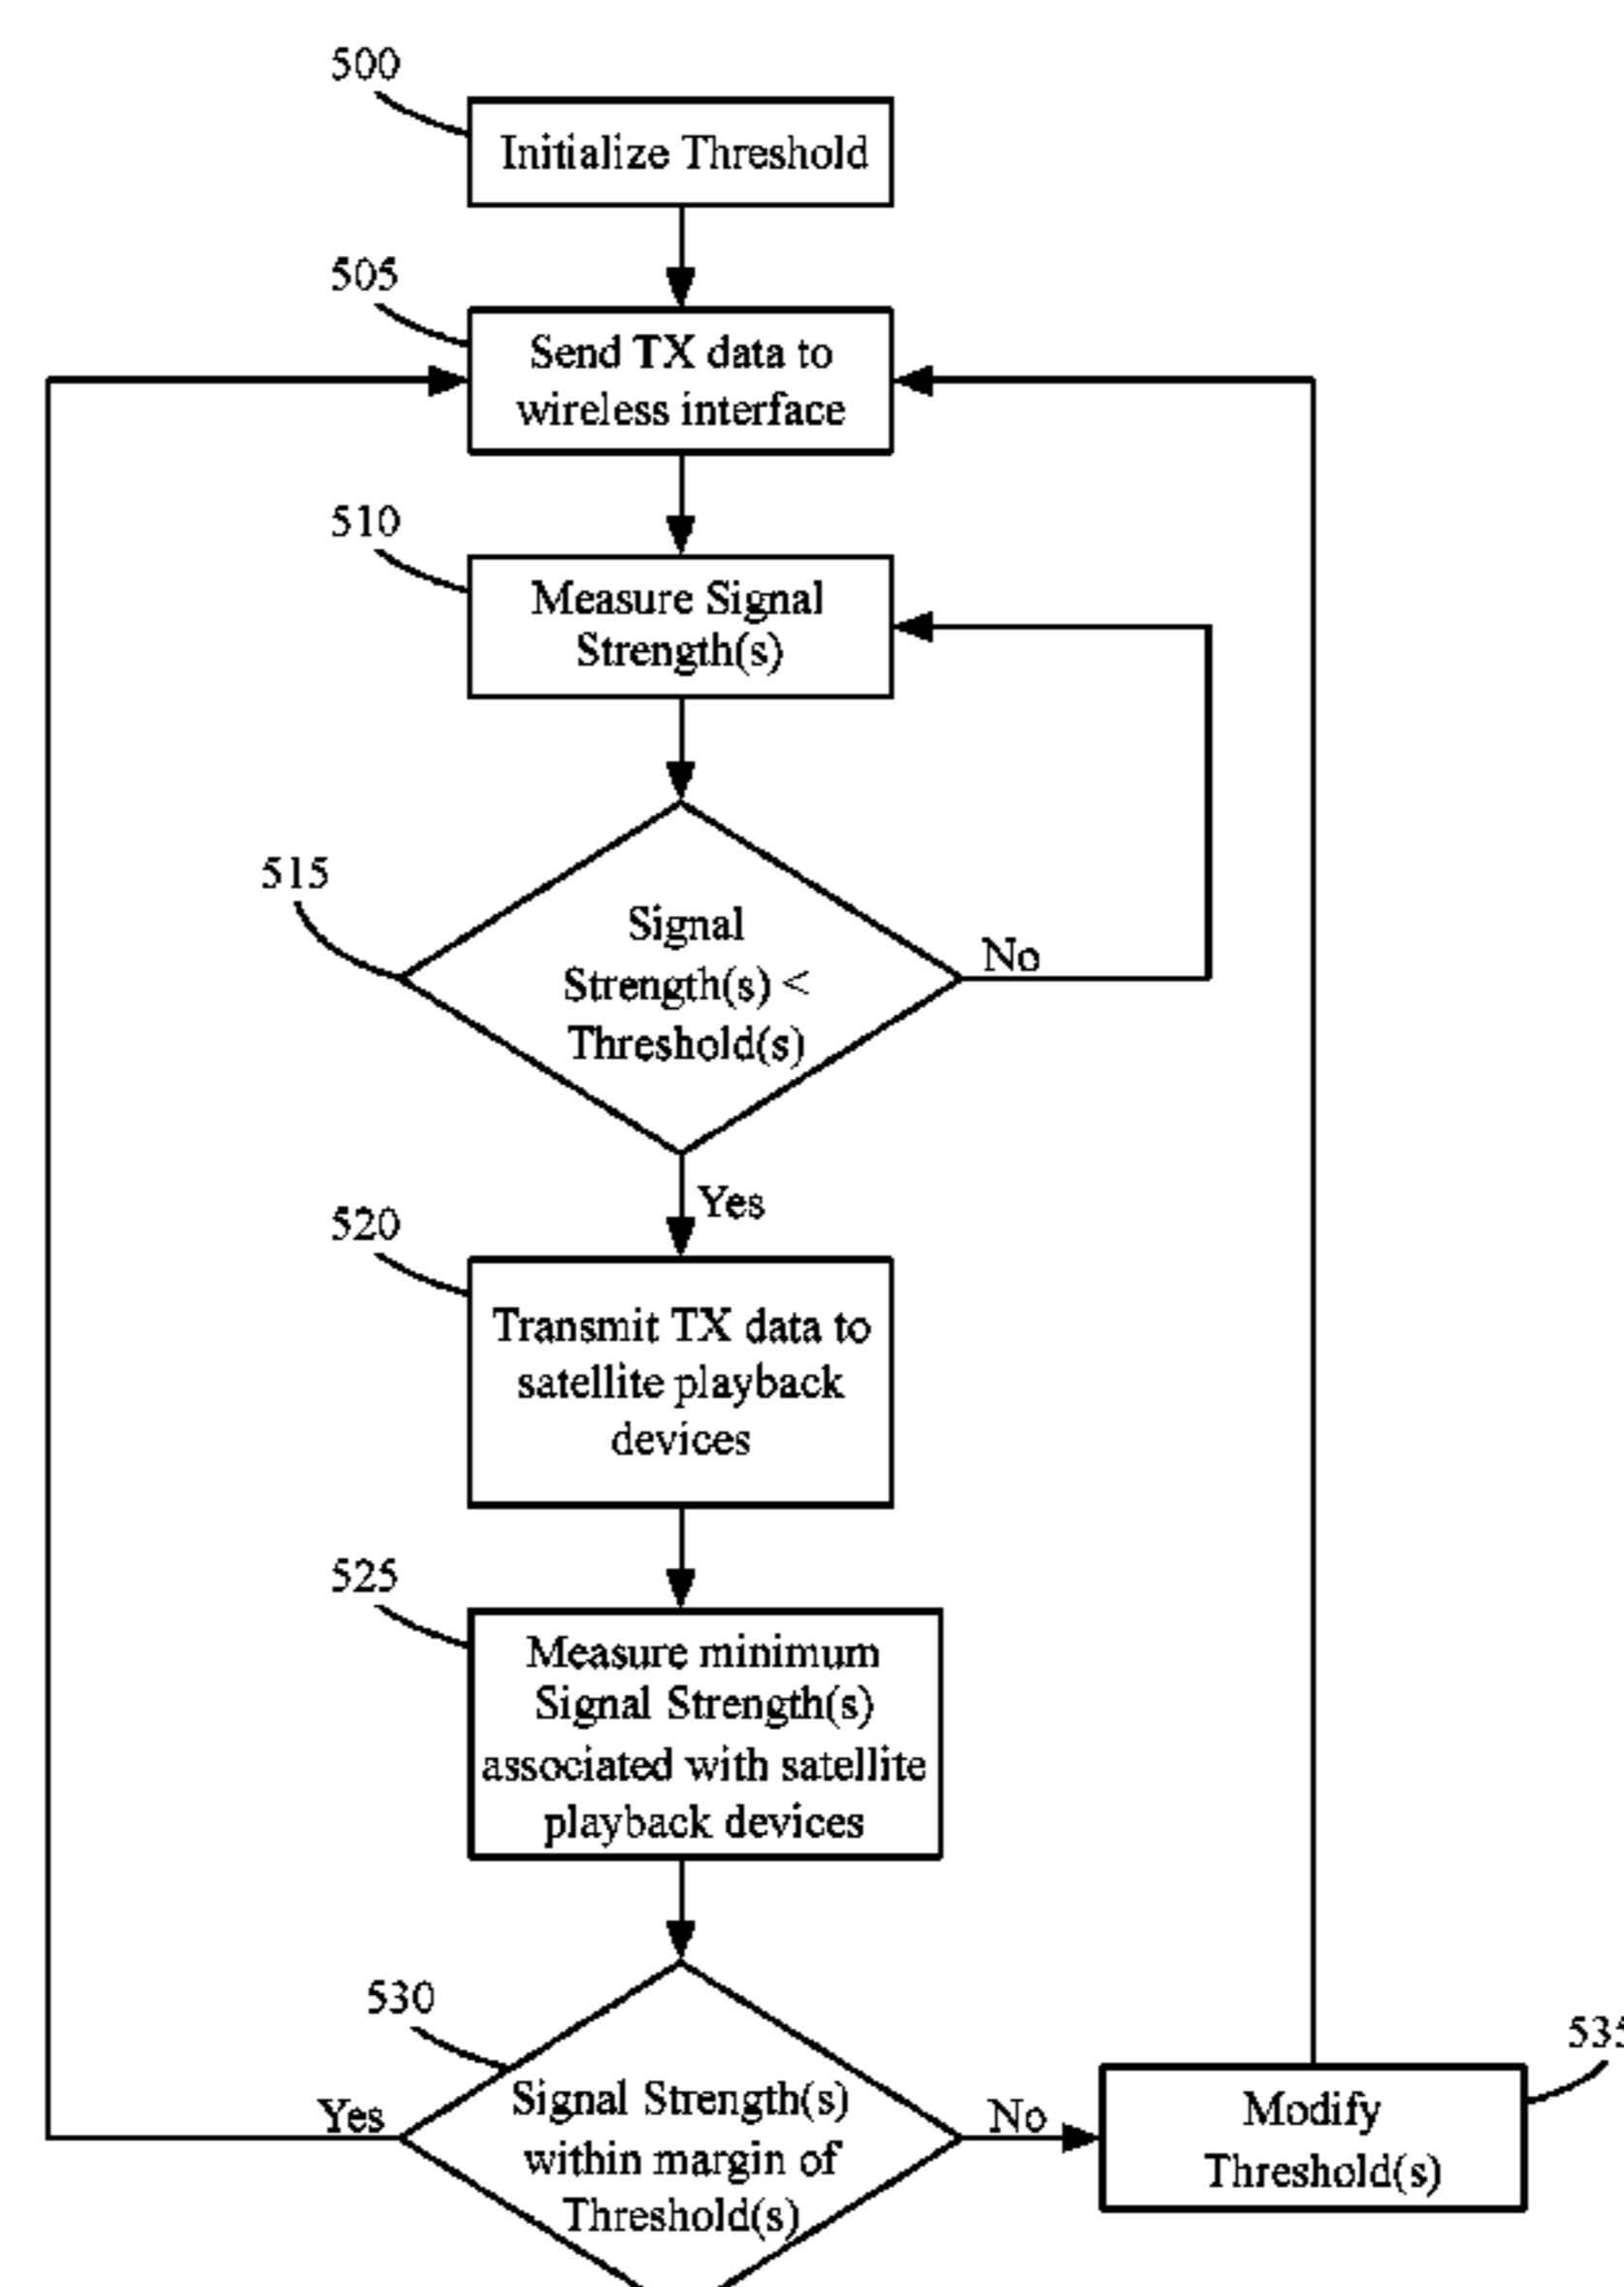 500
Initialize Threshold
505
Send TX data to
wireless interface
510
Measure Signal
Strength(s)
515
Signal
Strength(s) <
Threshold(s)
No
Yes
520
Transmit TX data to
satellite playback
devices
525
Measure minimum
Signal Strength(s)
associated with satellite
playback devices
530
Signal Strength(s)
within margin of
Threshold(s)
Yes
No
535
Modify
Threshold(s)